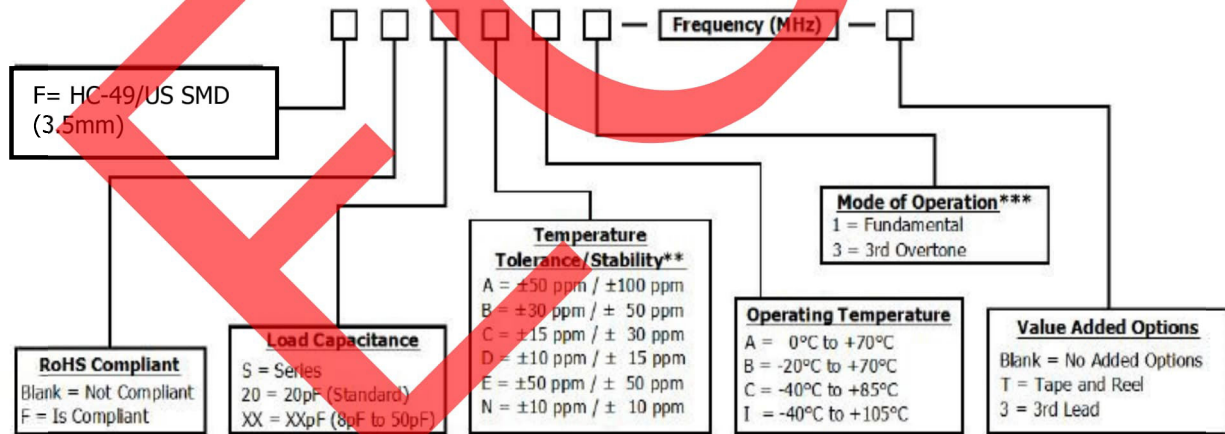 Frequency (MHz)
F= HC-49/US SMD
(3.5mm)
RoHS Compliant
Blank = Not Compliant
F = Is Compliant
Load Capacitance
S = Series
20 = 20pF (Standard)
XX = XXpF (8pF to 50pF)
Temperature
Tolerance/Stability**
A = ±50 ppm / ±100 ppm
B = ±30 ppm / ± 50 ppm
C = ±15 ppm / ± 30 ppm
D = ±10 ppm / ± 15 ppm
E = ±50 ppm / ± 50 ppm
N = ±10 ppm / ± 10 ppm
Operating Temperature
A = 0°C to +70°C
B = -20°C to +70°C
C = -40°C to +85°C
I = -40°C to +105°C
Mode of Operation***
1 = Fundamental
3 = 3rd Overtone
Value Added Options
Blank = No Added Options
T = Tape and Reel
3 = 3rd Lead